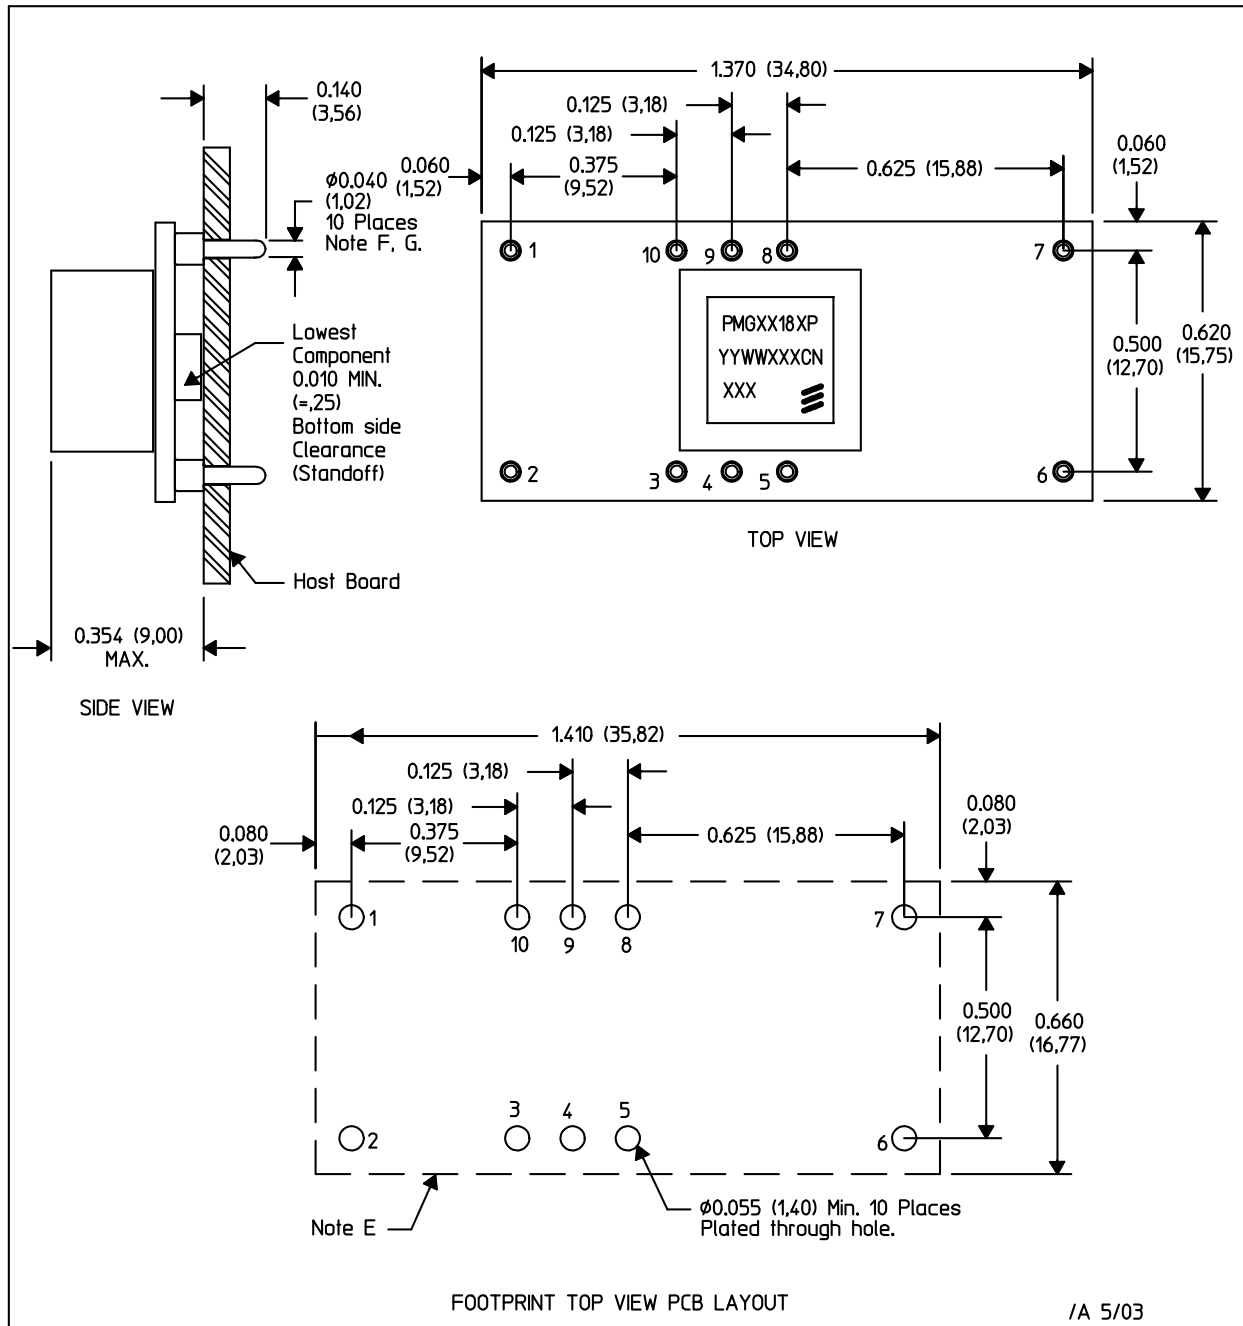 0.140
(3,56)
1.370 (34,80)
0.125 (3,18)
0.125 (3,18)
0.060
(1,52)
0.375
(9,52)
0.625 (15,88)
0.060
(1,52)
ø0.040
(1,02)
10 Places
Note F, G.
1
10
9
8
7
Lowest
Component
0.010 MIN.
(=,25)
Bottom side
Clearance
(Standoff)
PMGXX18XP
YYWWXXXCN
XXX
0.500
(12,70)
0.620
(15,75)
2
3
4
5
6
TOP VIEW
Host Board
0.354 (9,00)
MAX.
SIDE VIEW
1.410 (35,82)
0.125 (3,18)
0.125 (3,18)
0.080
(2,03)
0.375
(9,52)
0.625 (15,88)
0.080
(2,03)
1
10
9
8
7
0.500
(12,70)
0.660
(16,77)
2
3
4
5
6
Note E
ø0.055 (1,40) Min. 10 Places
Plated through hole.
FOOTPRINT TOP VIEW PCB LAYOUT
/A 5/03